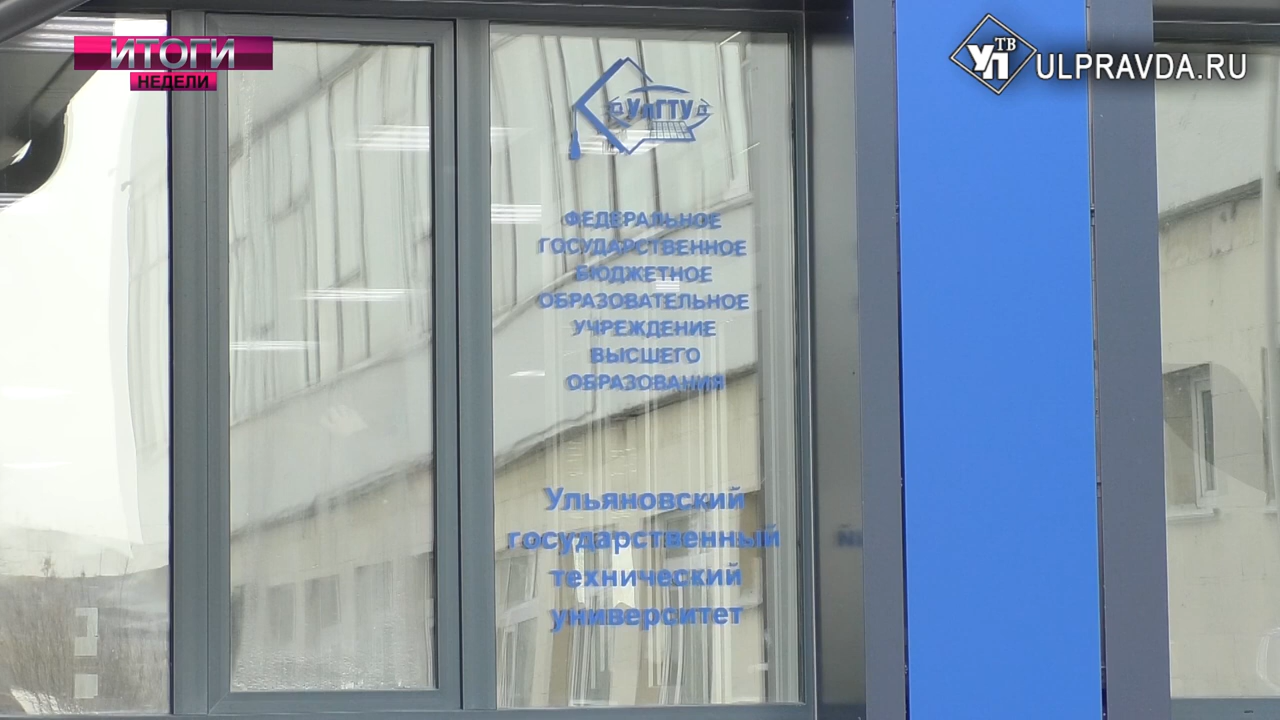 ИТОГИ
НЕДЕЛИ
УП ТВ
ULPRAVDA.RU
УлГТУ
ФЕДЕРАЛЬНОЕ
ГОСУДАРСТВЕННОЕ
БЮДЖЕТНОЕ
ОБРАЗОВАТЕЛЬНОЕ
УЧРЕЖДЕНИЕ
ВЫСШЕГО
ОБРАЗОВАНИЯ
Ульяновский
государственный
технический
университет